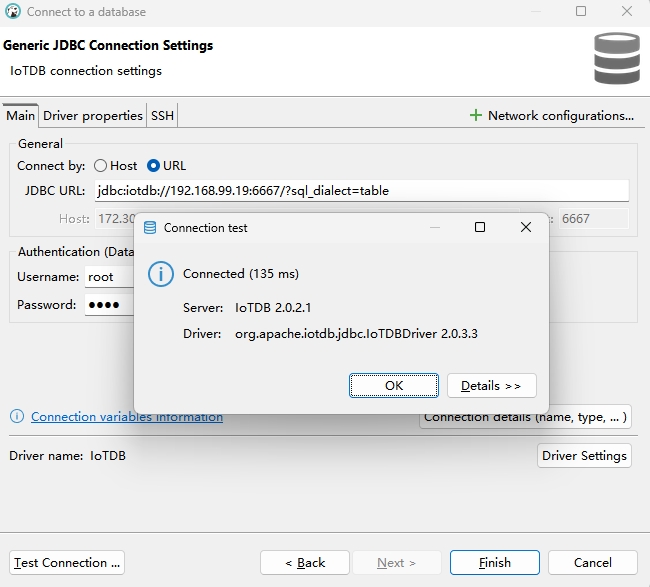 Connect to a database
Generic JDBC Connection Settings
IoTDB connection settings
Main Driver properties SSH Network configurations...
General
Connect by: Host URL
JDBC URL: jdbc:iotdb://192.168.99.19:6667/?sql_dialect=table
Host: 172.30 6667
Connection test
Authentication (Data
Connected (135 ms)
Username: root
Server: IoTDB 2.0.2.1
Password: ●●●●
Driver: org.apache.iotdb.jdbc.IoTDBDriver 2.0.3.3
OK Details >>
Connection variables information Connection details (name, type, ... )
Driver name: IoTDB Driver Settings
Test Connection ... < Back Next > Finish Cancel